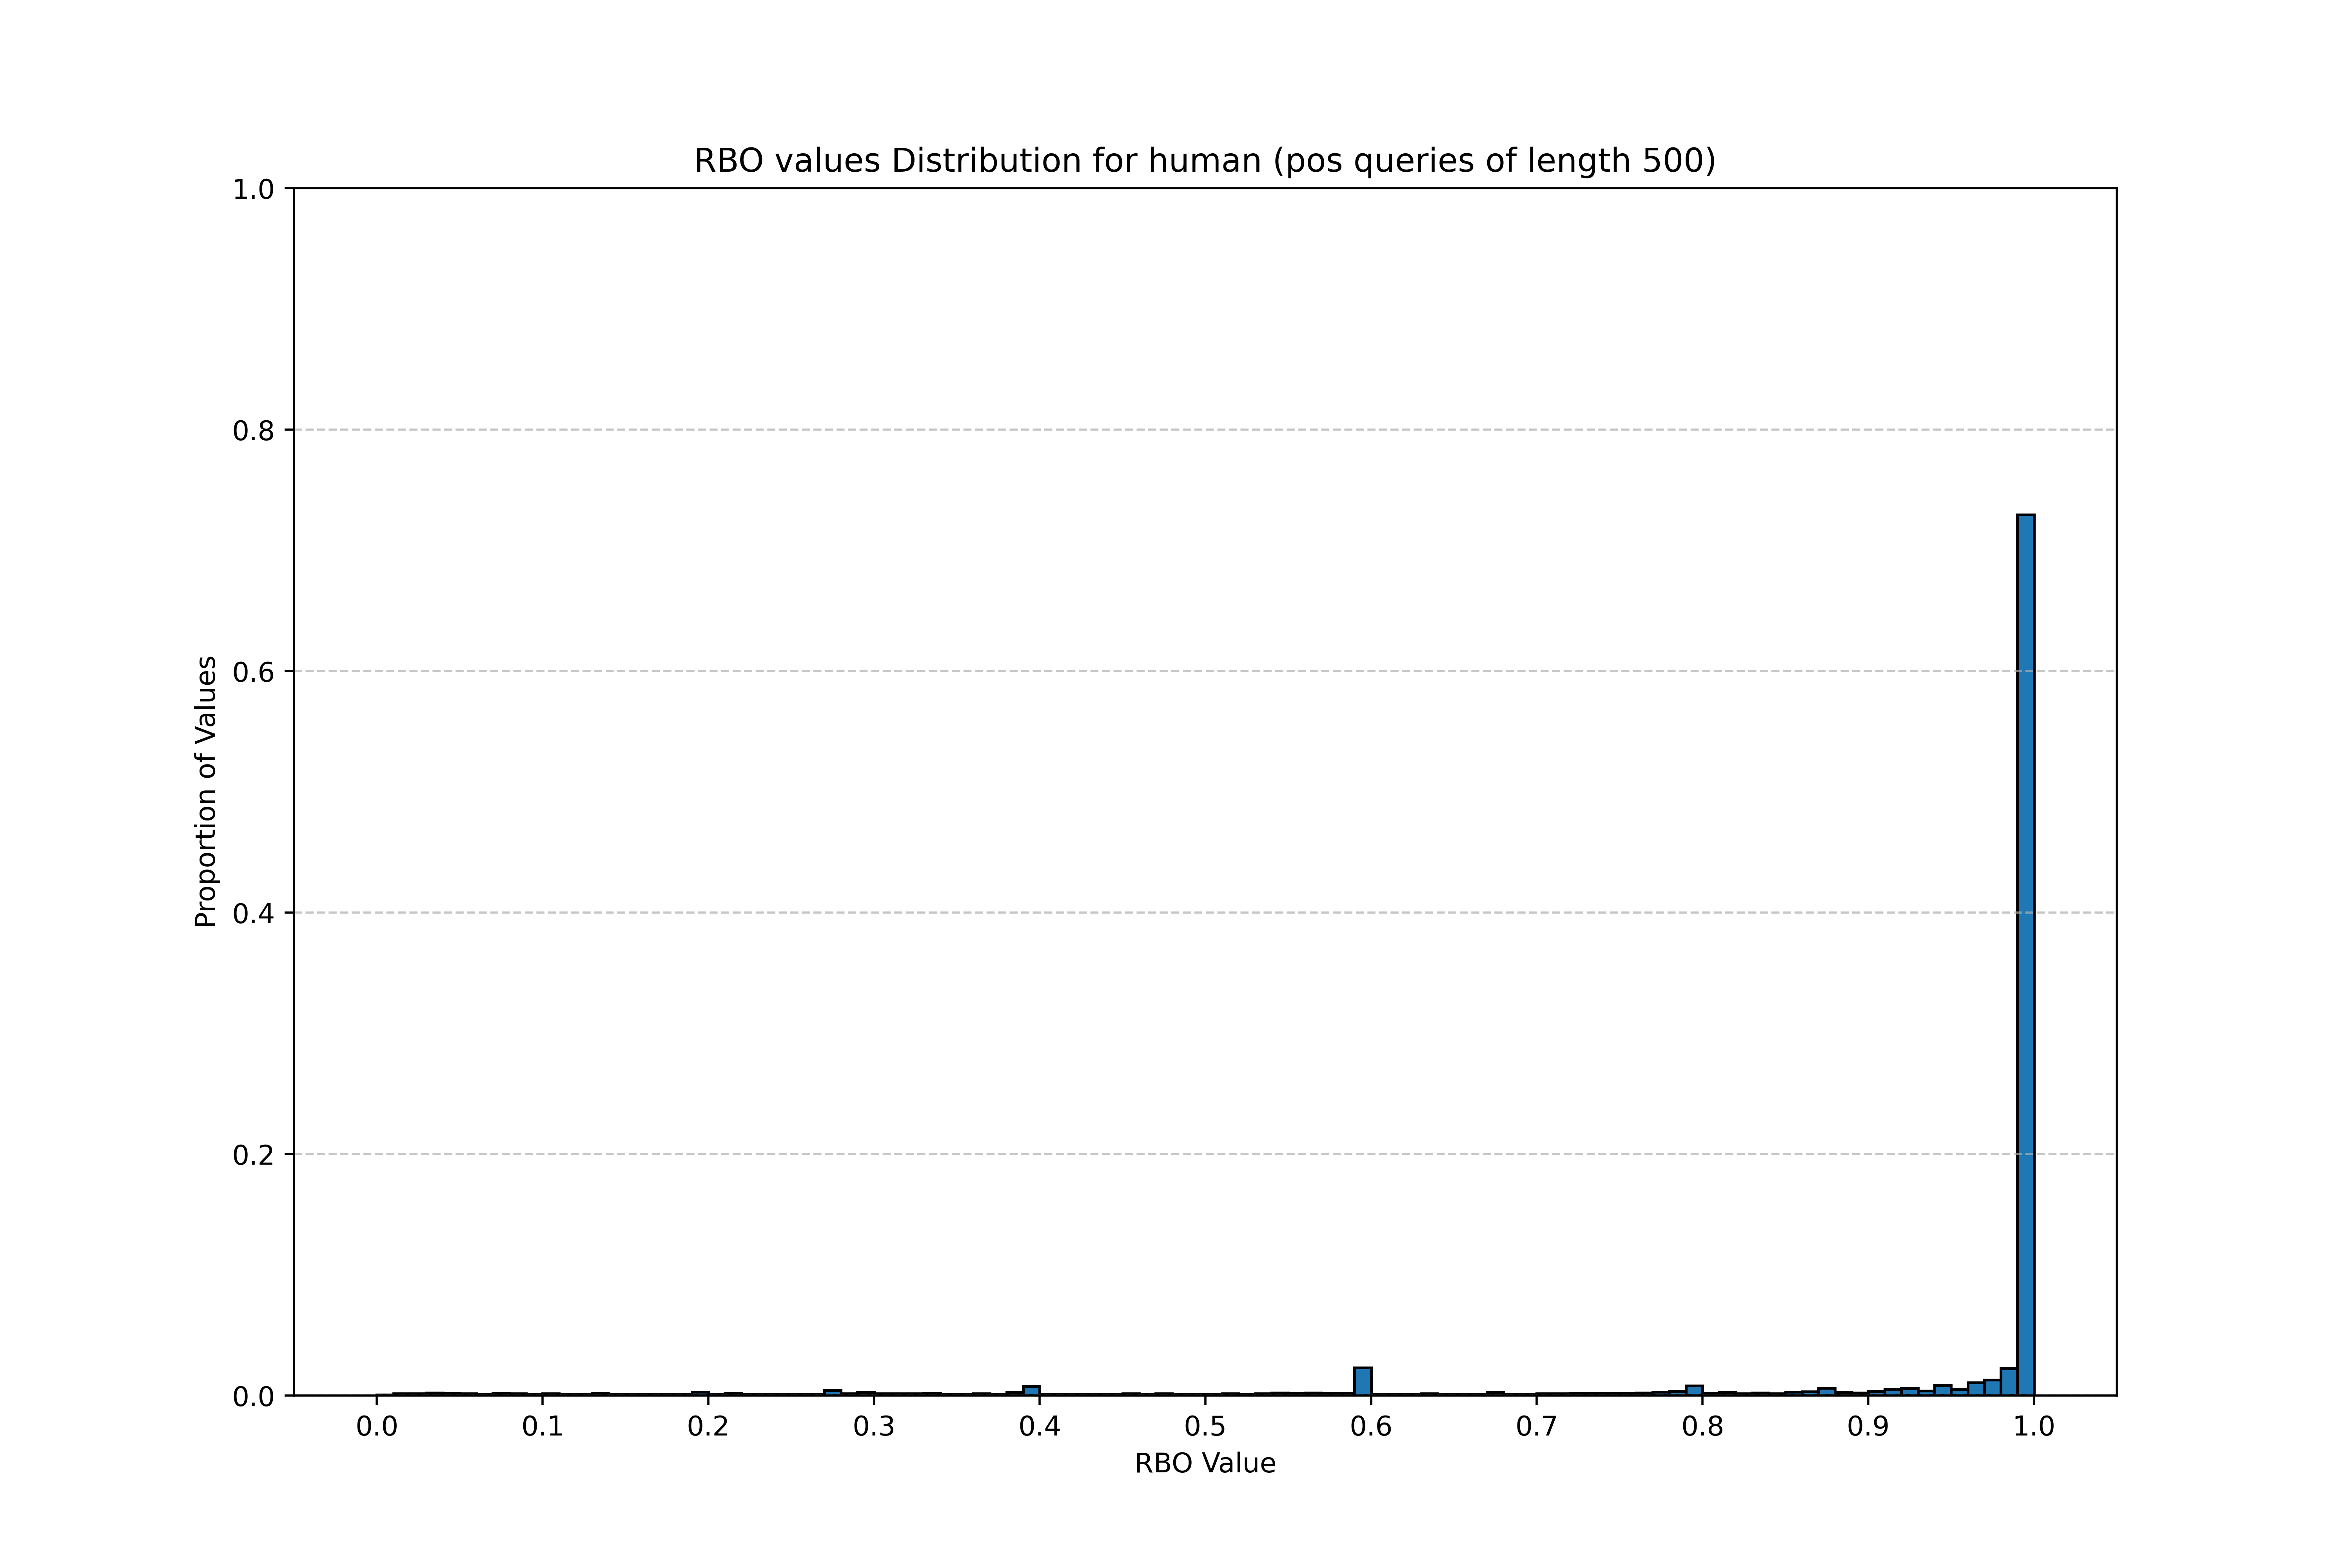 RBO values Distribution for human (pos queries of length 500)
1.0
0.8
0.6
0.4
0.2
0.0
Proportion of Values
0.0 0.1 0.2 0.3 0.4 0.5 0.6 0.7 0.8 0.9 1.0
RBO Value